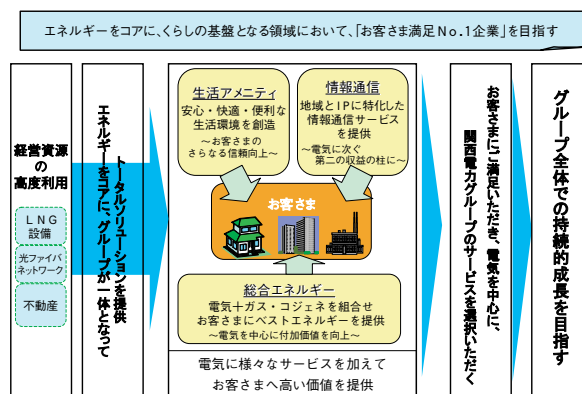 エネルギーをコアに、くらしの基盤となる領域において、「お客さま満足No.1企業」を目指す
経営資源
の
高度利用
LNG
設備
光ファイバ
ネットワーク
不動産
エネルギーをコアに、グループが一体となって
トータルソリューションを提供
生活アメニティ
安心・快適・便利な
生活環境を創造
～お客さまの
さらなる信頼向上～
情報通信
地域とIPに特化した
情報通信サービス
を提供
～電気に次ぐ
第二の収益の柱に～
お客さま
総合エネルギー
電気+ガス・コジェネを組合せ
お客さまにベストエネルギーを提供
～電気を中心に付加価値を向上～
電気に様々なサービスを加えて
お客さまへ高い価値を提供
お客さまにご満足いただき、電気を中心に、
関西電力グループのサービスを選択いただく
グループ全体での持続的成長を目指す